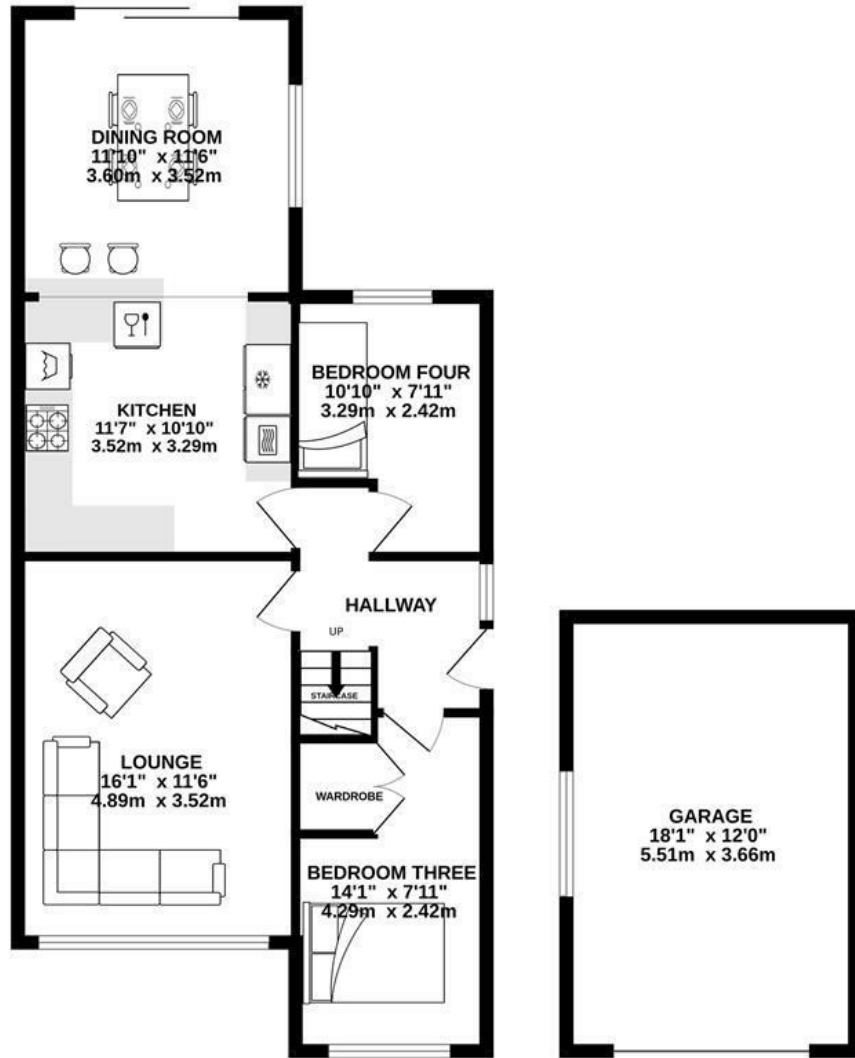 DINING ROOM
11'10" x 11'6"
3.60m x 3.52m
BEDROOM FOUR
10'10" x 7'11"
3.29m x 2.42m
KITCHEN
11'7" x 10'10"
3.52m x 3.29m
HALLWAY
UP
STAIRCASE
LOUNGE
16'1" x 11'6"
4.89m x 3.52m
WARDROBE
BEDROOM THREE
14'1" x 7'11"
4.29m x 2.42m
GARAGE
18'1" x 12'0"
5.51m x 3.66m